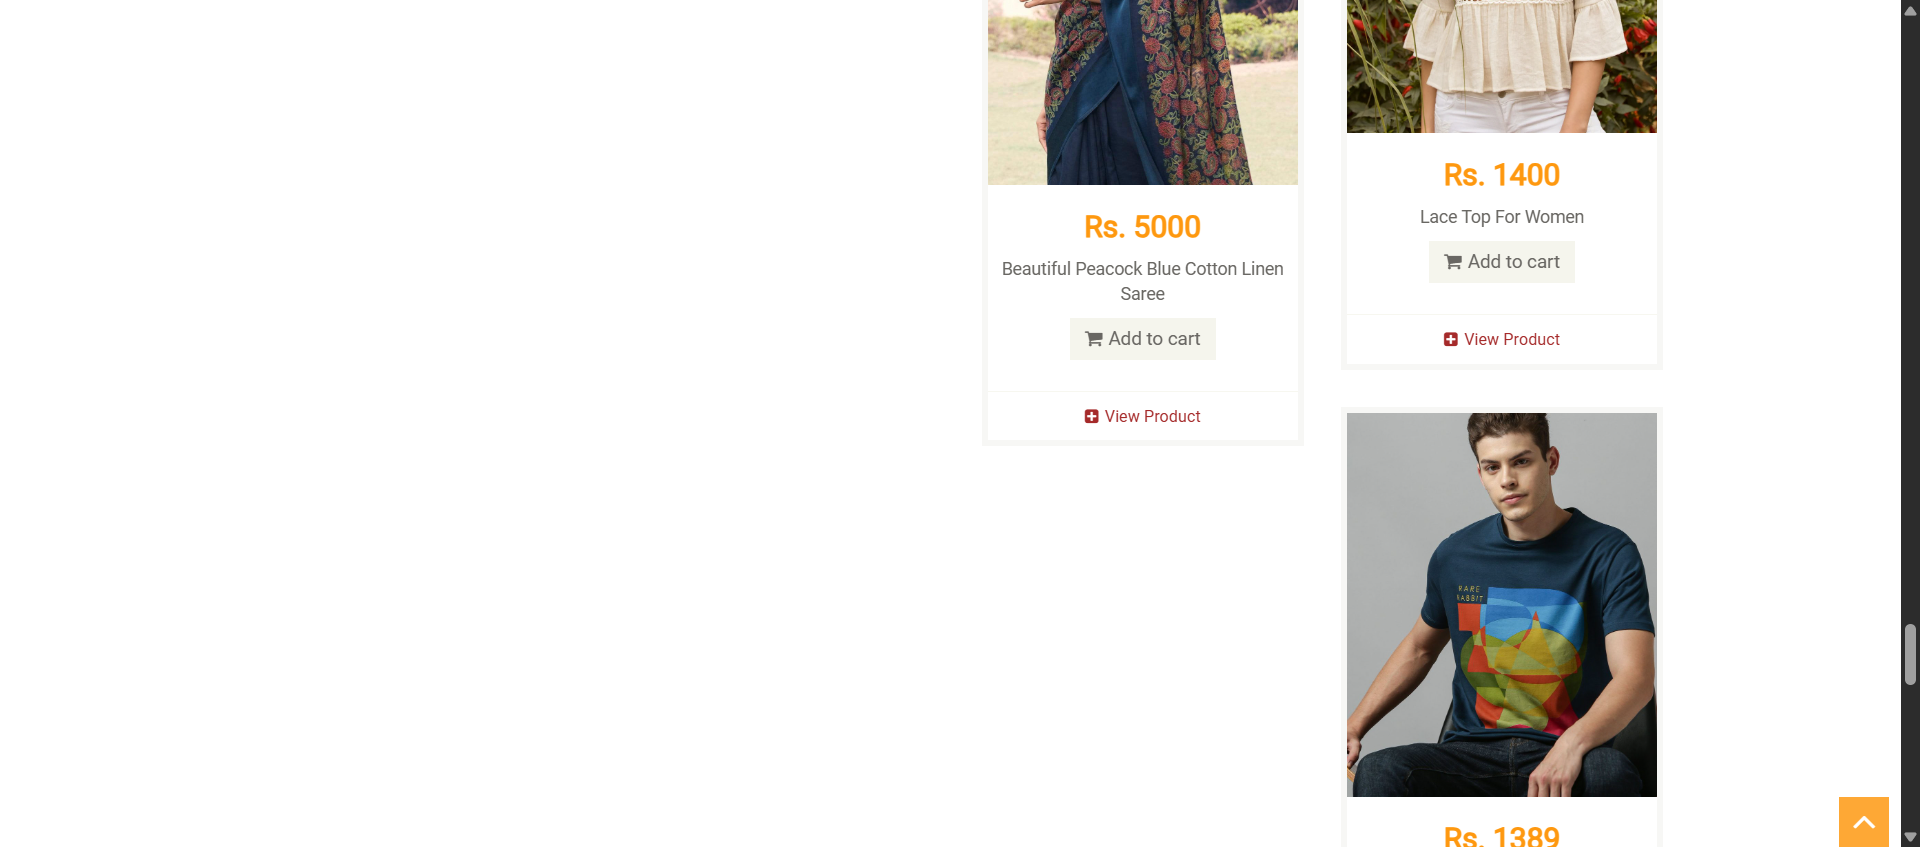 Rs. 5000
Beautiful Peacock Blue Cotton Linen
Saree
Add to cart
View Product
Rs. 1400
Lace Top For Women
Add to cart
View Product
RARE
RABBIT
Rs. 1389